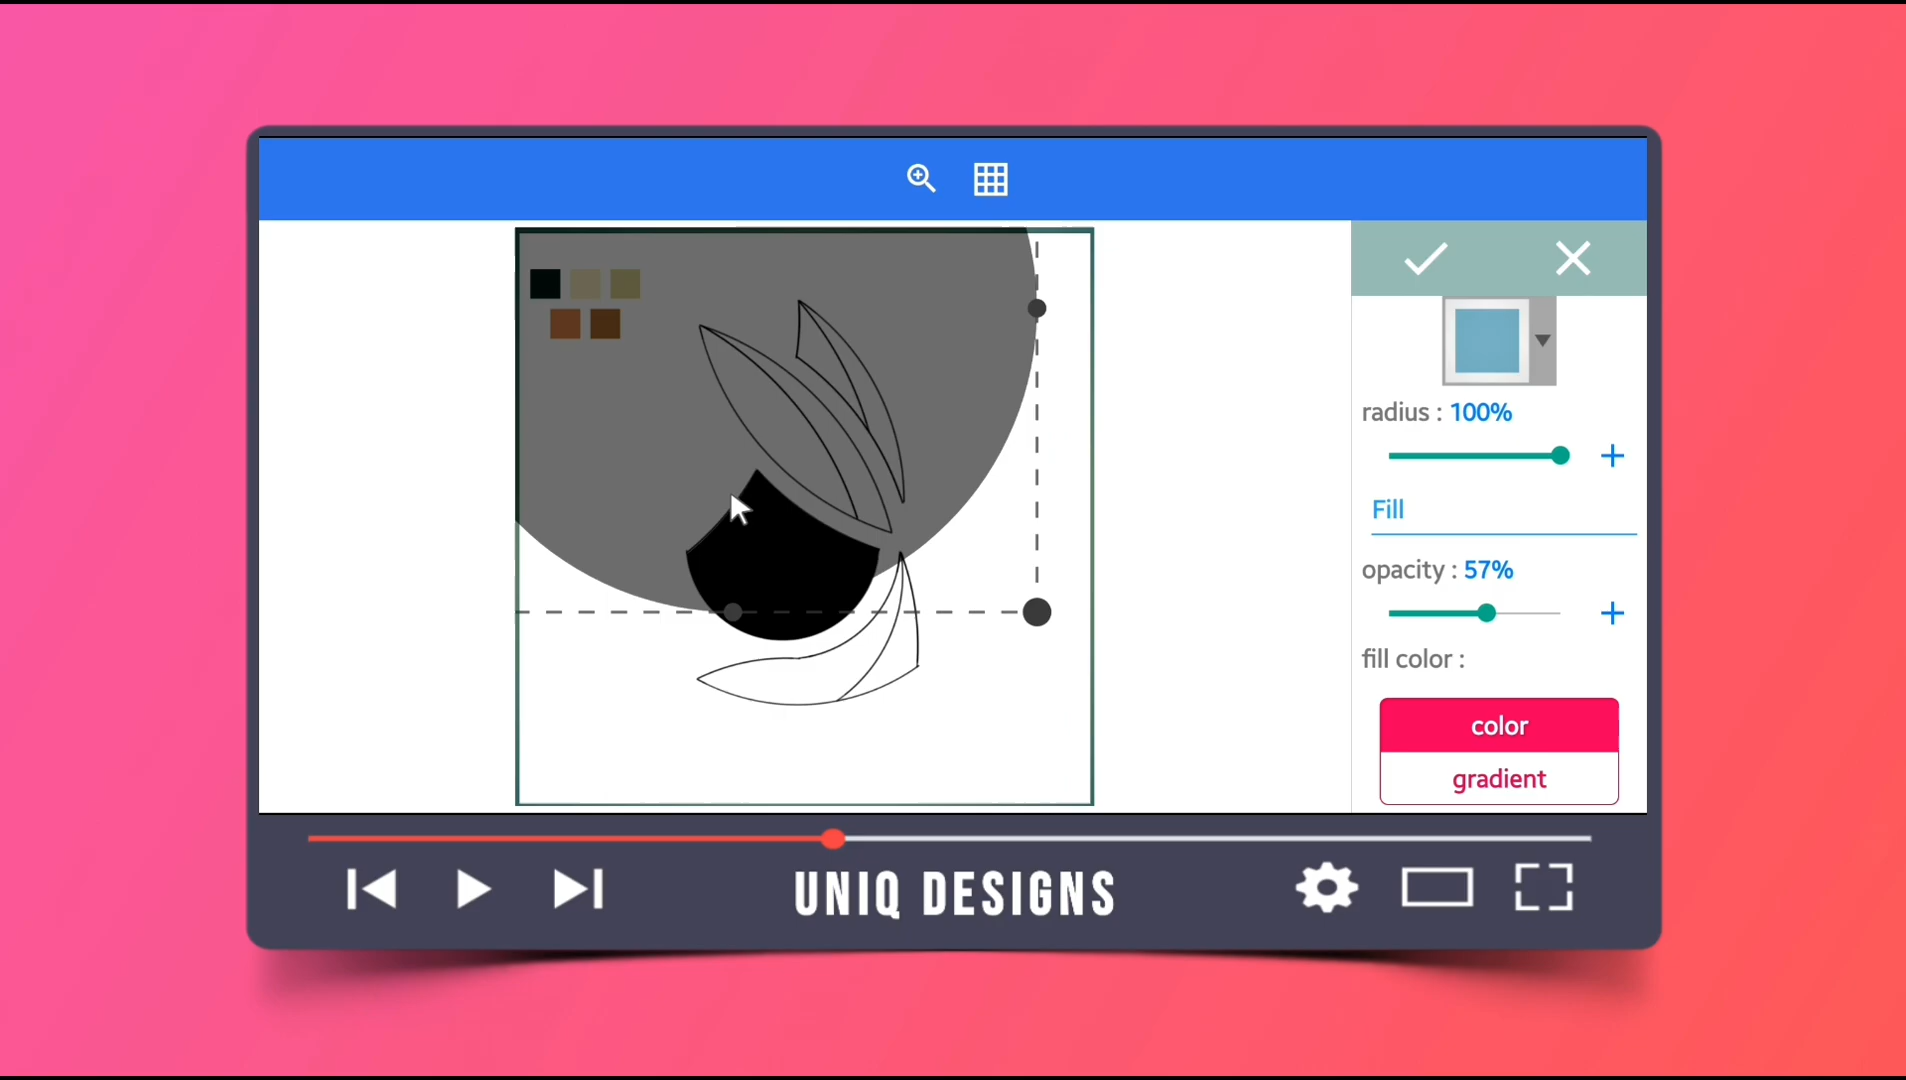 radius : 100%
Fill
opacity : 57%
fill color :
color
gradient
UNIQ DESIGNS